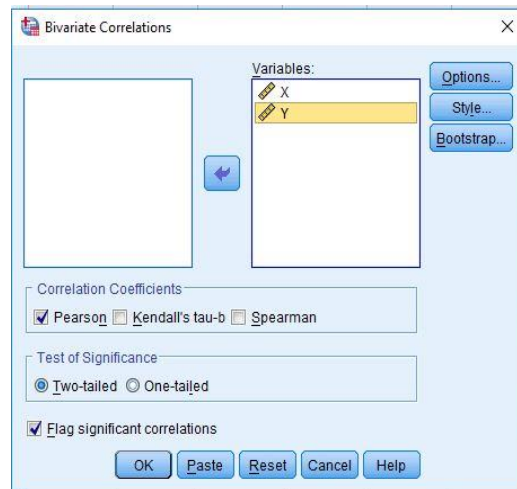 Bivariate Correlations
Variables:
X
Y
Options...
Style...
Bootstrap...
Correlation Coefficients
Pearson Kendall's tau-b Spearman
Test of Significance
Two-tailed One-tailed
Flag significant correlations
OK Paste Reset Cancel Help